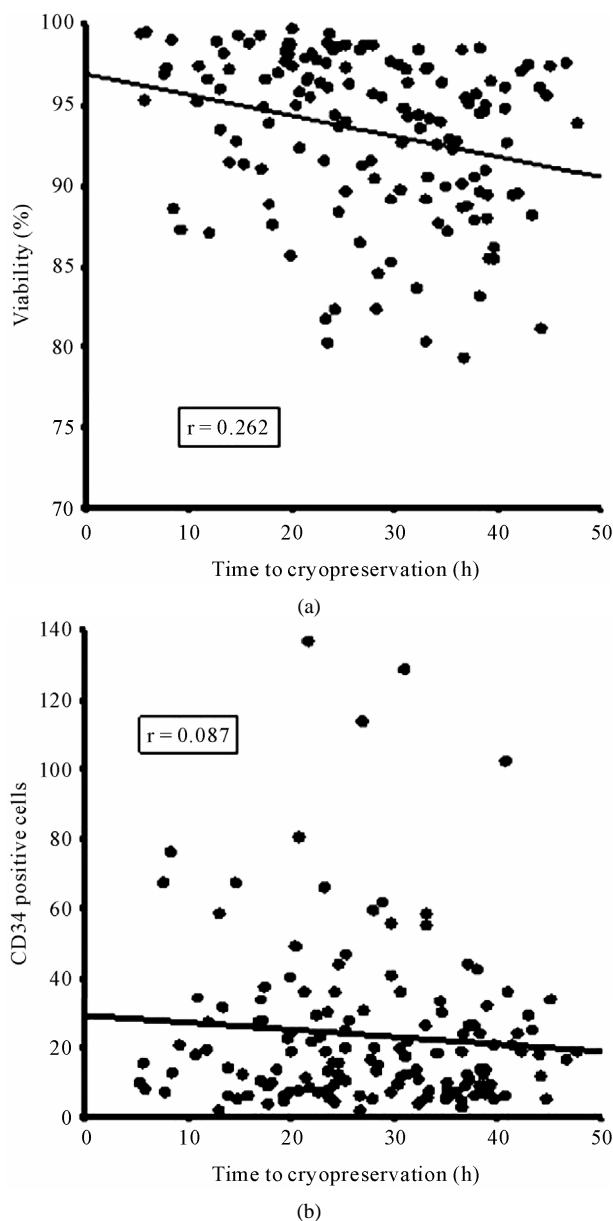 100
95
90
85
80
75
70
Viability (%)
r = 0.262
0 10 20 30 40 50
Time to cryopreservation (h)
(a)
140
120
100
80
60
40
20
0
CD34 positive cells
r = 0.087
0 10 20 30 40 50
Time to cryopreservation (h)
(b)